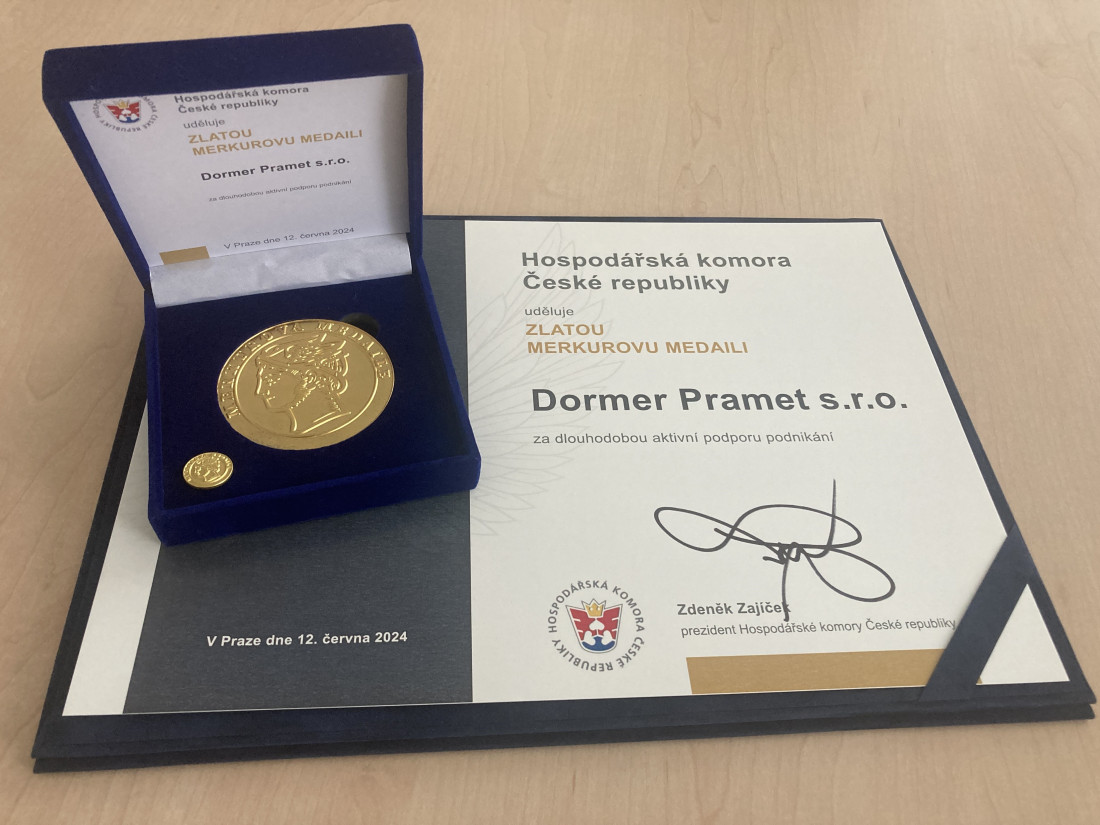 Hospodářská komora
České republiky
uděluje
ZLATOU
MERKUROVU MEDAILI
Dormer Pramet s.r.o.
za dlouhodobou aktivní podporu podnikání
V Praze dne 12. června 2024
MERKUROVA MEDAILE
Hospodářská komora
České republiky
uděluje
ZLATOU
MERKUROVU MEDAILI
Dormer Pramet s.r.o.
za dlouhodobou aktivní podporu podnikání
HOSPODÁŘSKÁ KOMORA ČESKÉ REPUBLIKY
Zdeněk Zajíček
prezident Hospodářské komory České republiky
V Praze dne 12. června 2024